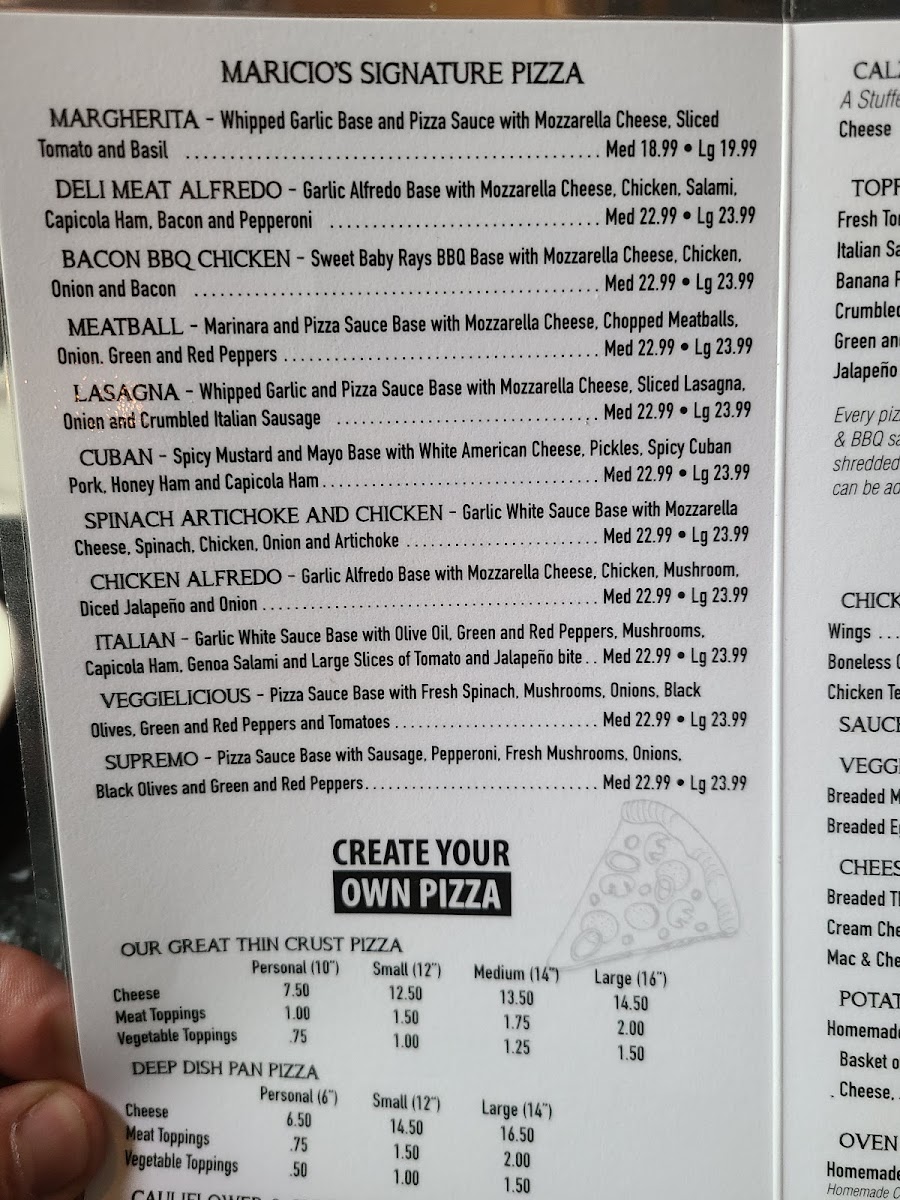 MARICIO'S SIGNATURE PIZZA
MARGHERITA - Whipped Garlic Base and Pizza Sauce with Mozzarella Cheese, Sliced
Tomato and Basil ........................................ Med 18.99 • Lg 19.99
DELI MEAT ALFREDO - Garlic Alfredo Base with Mozzarella Cheese, Chicken, Salami,
Capicola Ham, Bacon and Pepperoni .......................... Med 22.99 • Lg 23.99
BACON BBQ CHICKEN - Sweet Baby Rays BBQ Base with Mozzarella Cheese, Chicken,
Onion and Bacon ........................................ Med 22.99 • Lg 23.99
MEATBALL - Marinara and Pizza Sauce Base with Mozzarella Cheese, Chopped Meatballs,
Onion. Green and Red Peppers ............................... Med 22.99 • Lg 23.99
LASAGNA - Whipped Garlic and Pizza Sauce Base with Mozzarella Cheese, Sliced Lasagna,
Onion and Crumbled Italian Sausage .......................... Med 22.99 • Lg 23.99
CUBAN - Spicy Mustard and Mayo Base with White American Cheese, Pickles, Spicy Cuban
Pork, Honey Ham and Capicola Ham ........................... Med 22.99 • Lg 23.99
SPINACH ARTICHOKE AND CHICKEN - Garlic White Sauce Base with Mozzarella
Cheese, Spinach, Chicken, Onion and Artichoke .................. Med 22.99 • Lg 23.99
CHICKEN ALFREDO - Garlic Alfredo Base with Mozzarella Cheese, Chicken, Mushroom,
Diced Jalapeño and Onion .................................. Med 22.99 • Lg 23.99
ITALIAN - Garlic White Sauce Base with Olive Oil, Green and Red Peppers, Mushrooms,
Capicola Ham, Genoa Salami and Large Slices of Tomato and Jalapeño bite .. Med 22.99 • Lg 23.99
VEGGIELICIOUS - Pizza Sauce Base with Fresh Spinach, Mushrooms, Onions, Black
Olives, Green and Red Peppers and Tomatoes .................... Med 22.99 • Lg 23.99
SUPREMO - Pizza Sauce Base with Sausage, Pepperoni, Fresh Mushrooms, Onions,
Black Olives and Green and Red Peppers ....................... Med 22.99 • Lg 23.99
CREATE YOUR
OWN PIZZA
OUR GREAT THIN CRUST PIZZA
Personal (10") Small (12") Medium (14") Large (16")
Cheese 7.50 12.50 13.50 14.50
Meat Toppings 1.00 1.50 1.75 2.00
Vegetable Toppings .75 1.00 1.25 1.50
DEEP DISH PAN PIZZA
Personal (6") Small (12") Large (14")
Cheese 6.50 14.50 16.50
Meat Toppings .75 1.50 2.00
Vegetable Toppings .50 1.00 1.50
CAULIFLOWER
A
Cheese
Fresh
Italian
Banana
Green
Jalapeño
Every
& BBQ
shredded
can be
Wings ...
Boneless
Chicken
Breaded
Breaded
Breaded
Cream
Mac &
Basket
Cheese,
OVEN
Homemade